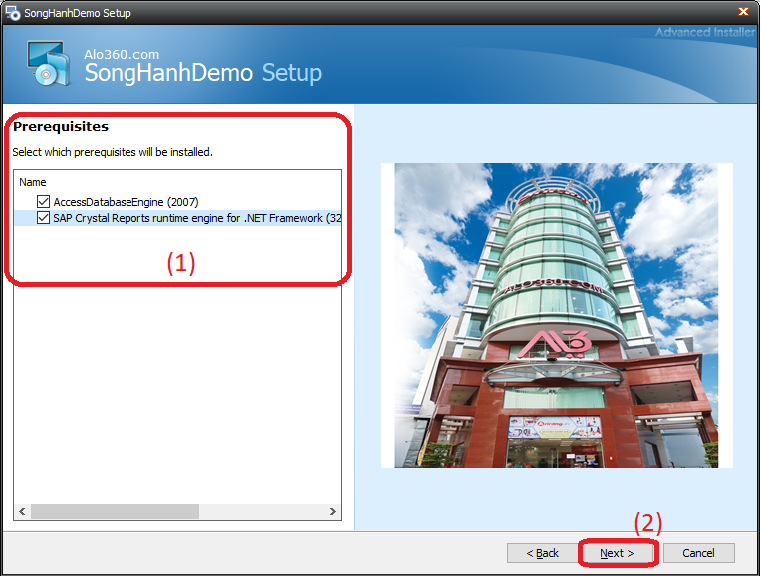 SongHanhDemo Setup
Advanced Installer
Alo360.com
SongHanhDemo Setup
Prerequisites
Select which prerequisites will be installed.
Name
AccessDatabaseEngine (2007)
SAP Crystal Reports runtime engine for .NET Framework (32
(1)
ALO360.COM
(2)
< Back
Next >
Cancel